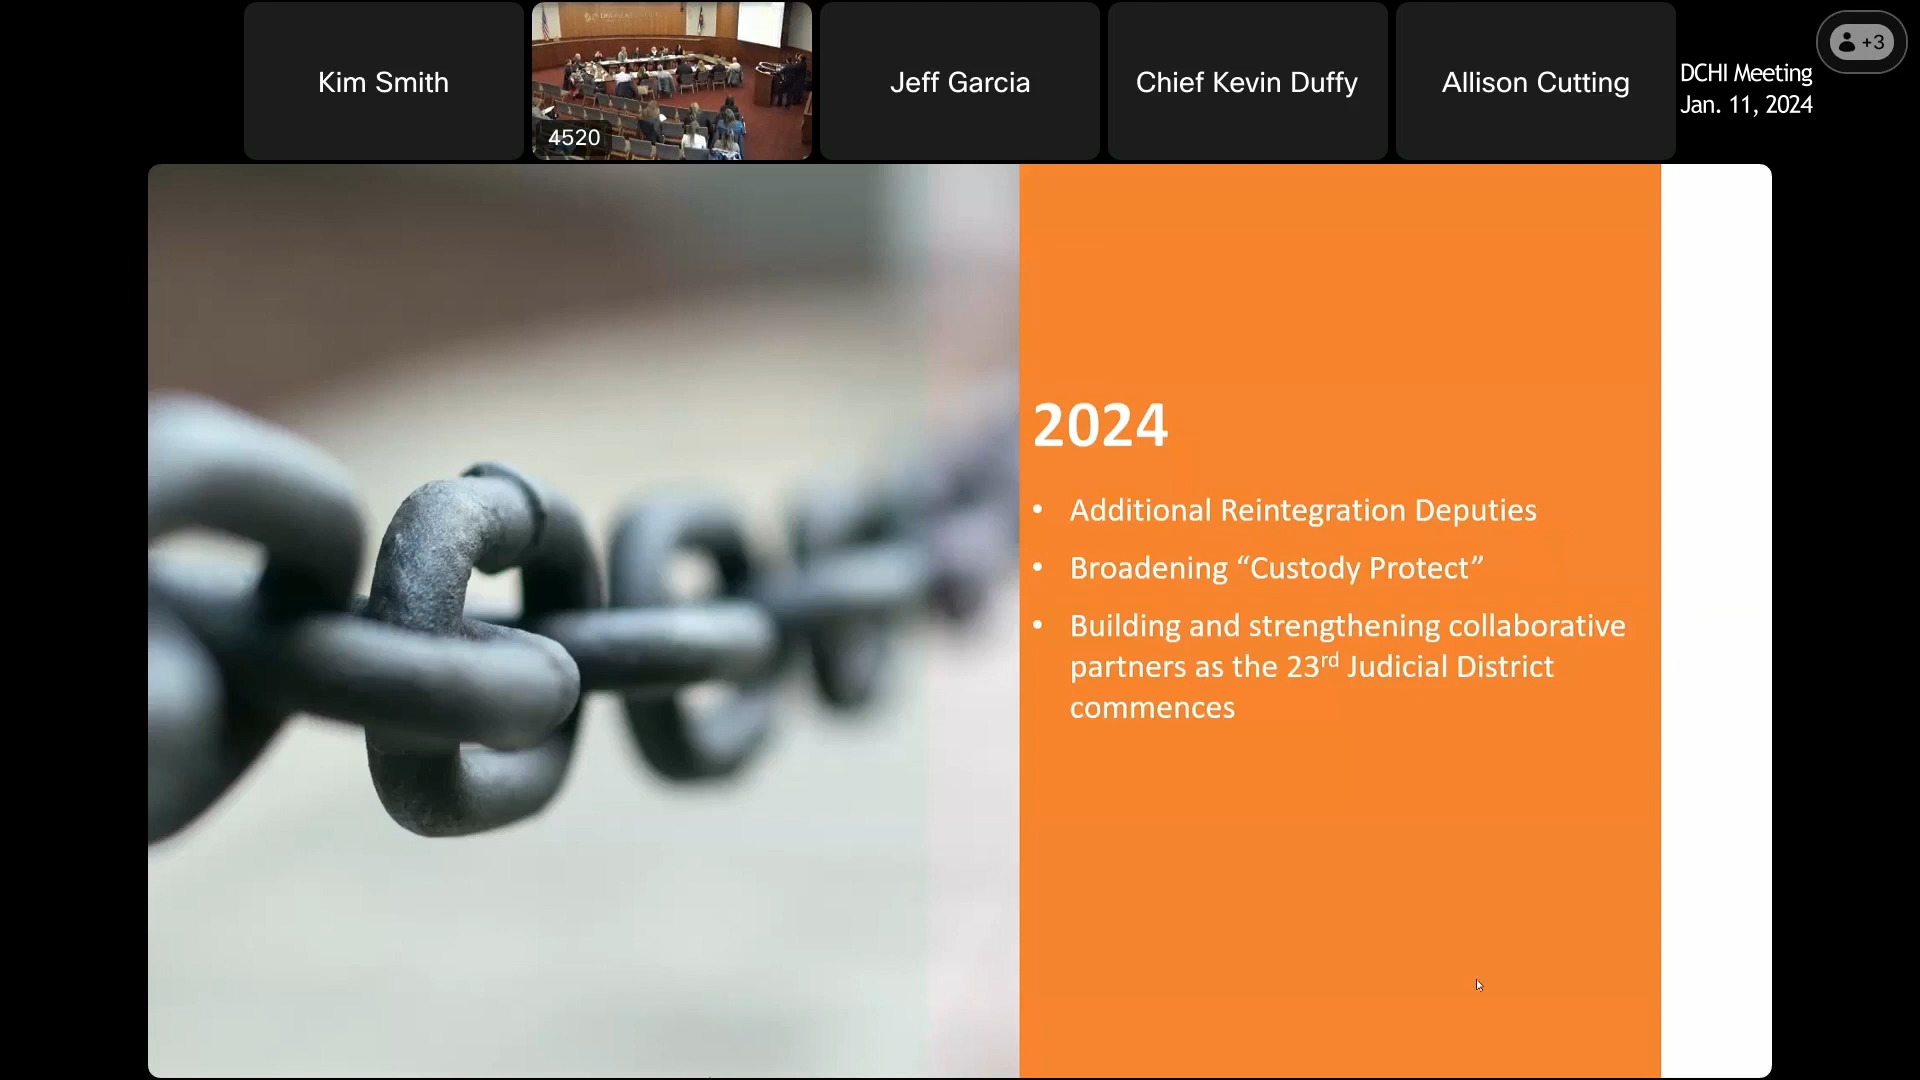 Kim Smith
4520
Jeff Garcia
Chief Kevin Duffy
Allison Cutting
DCHI Meeting
Jan. 11, 2024
+3
2024
• Additional Reintegration Deputies
• Broadening “Custody Protect”
• Building and strengthening collaborative
partners as the 23rd Judicial District
commences